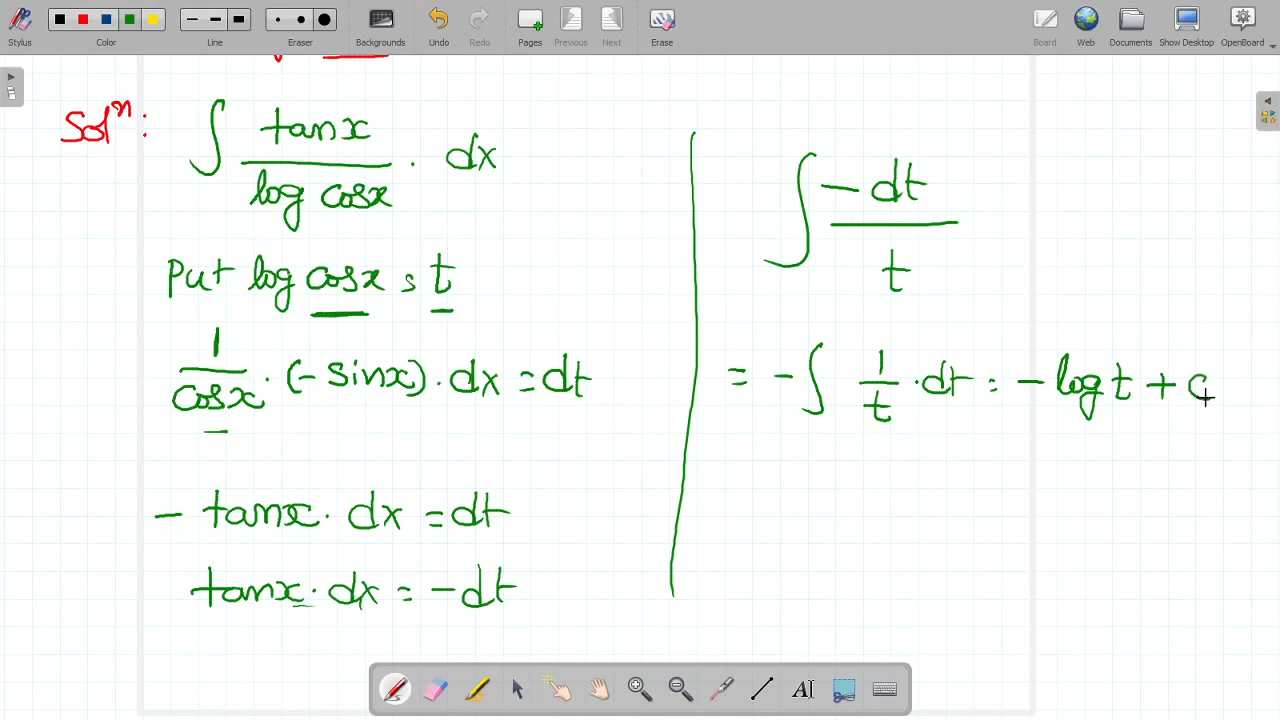 Stylus Color Line Eraser Backgrounds Undo Redo Pages Previous Next Erase Board Web Documents Show Desktop OpenBoard
Solⁿ: ∫ tanx / log cosx . dx
Put log cosx = t
1 / cosx . (- sinx) . dx = dt
- tanx . dx = dt
tanx . dx = - dt
∫ - dt / t
= - ∫ 1 / t . dt = - log t + c
AI